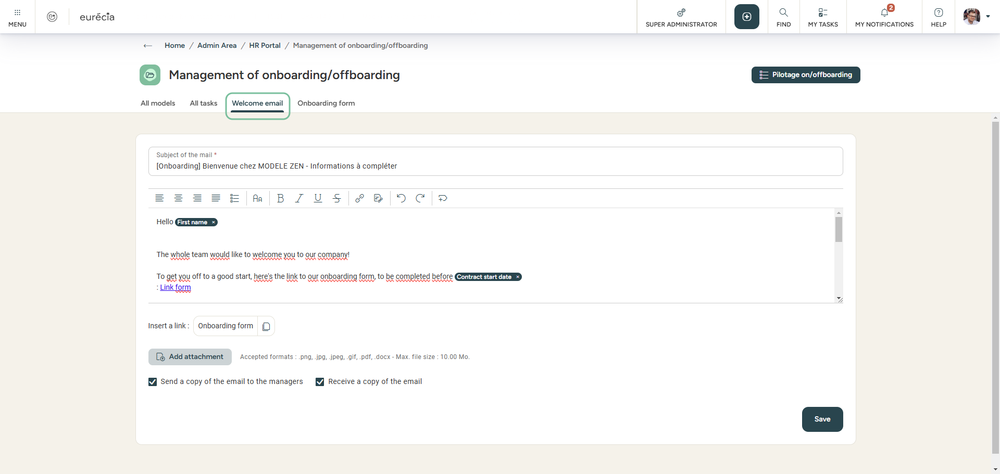 MENU
eurécia
SUPER ADMINISTRATOR
FIND
MY TASKS
2
MY NOTIFICATIONS
HELP
Home / Admin Area / HR Portal / Management of onboarding/offboarding
Management of onboarding/offboarding
Pilotage on/offboarding
All models
All tasks
Welcome email
Onboarding form
Subject of the mail *
[Onboarding] Bienvenue chez MODELE ZEN - Informations à compléter
Hello First name ×
The whole team would like to welcome you to our company!
To get you off to a good start, here's the link to our onboarding form, to be completed before Contract start date ×
: Link form
Insert a link : Onboarding form
Add attachment
Accepted formats : .png, .jpg, .jpeg, .gif, .pdf, .docx - Max. file size : 10.00 Mo.
Send a copy of the email to the managers
Receive a copy of the email
Save